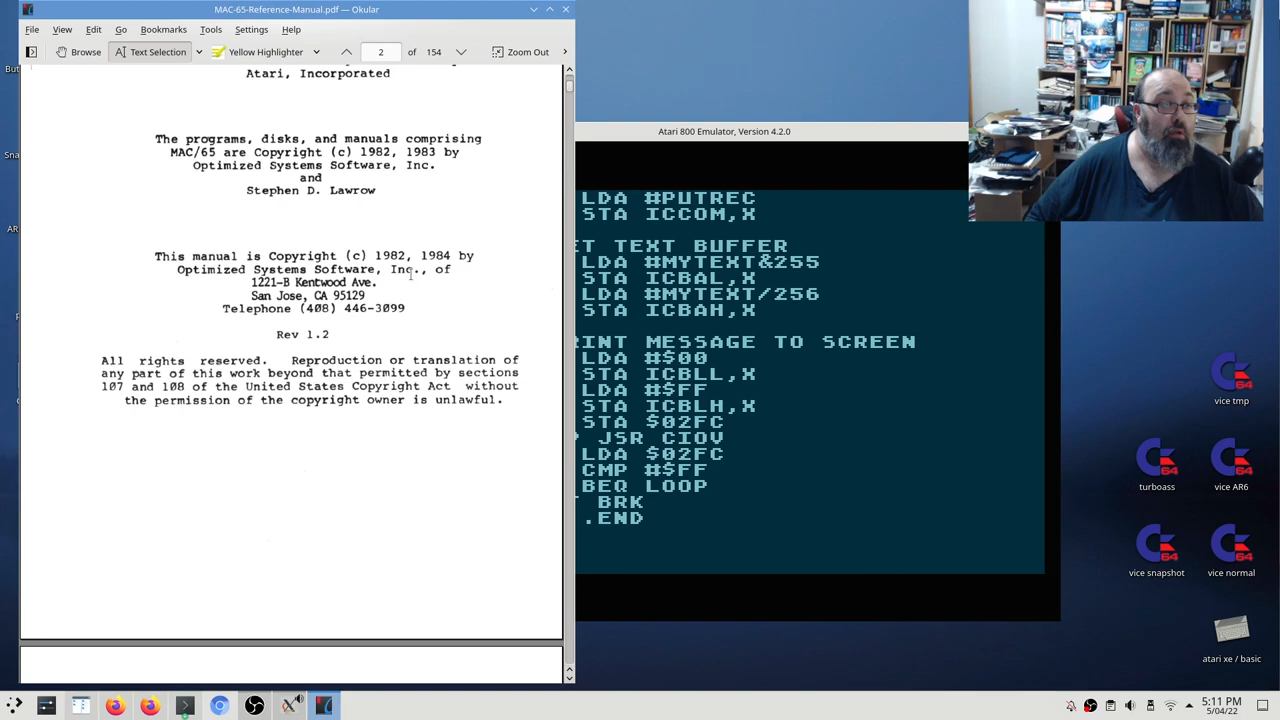 MAC-65-Reference-Manual.pdf — Okular
File View Edit Go Bookmarks Tools Settings Help
Browse Text Selection Yellow Highlighter 2 of 154 Zoom Out
Atari, Incorporated
The programs, disks, and manuals comprising
MAC/65 are Copyright (c) 1982, 1983 by
Optimized Systems Software, Inc.
and
Stephen D. Lawrow
This manual is Copyright (c) 1982, 1984 by
Optimized Systems Software, Inc., of
1221-B Kentwood Ave.
San Jose, CA 95129
Telephone (408) 446-3099
Rev 1.2
All rights reserved. Reproduction or translation of
any part of this work beyond that permitted by sections
107 and 108 of the United States Copyright Act without
the permission of the copyright owner is unlawful.
Atari 800 Emulator, Version 4.2.0
LDA #PUTREC
STA ICCOM,X
ET TEXT BUFFER
LDA #MYTEXT&255
STA ICBAL,X
LDA #MYTEXT/256
STA ICBAH,X
INT MESSAGE TO SCREEN
LDA #$00
STA ICBLL,X
LDA #$FF
STA ICBLH,X
STA $02FC
JSR CIOV
LDA $02FC
CMP #$FF
BEQ LOOP
BRK
.END
vice tmp
turboass
vice AR6
vice snapshot
vice normal
atari xe / basic
5:11 PM
5/04/22